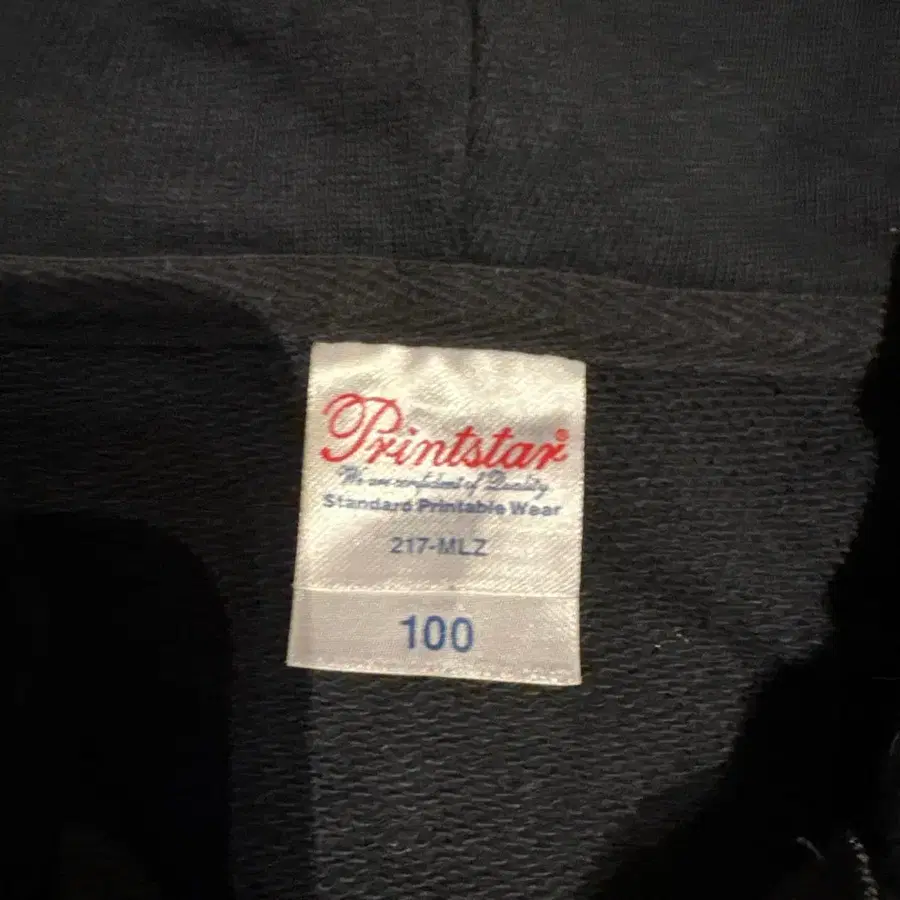 Printstar®
We are confident of Quality
Standard Printable Wear
217-MLZ
100